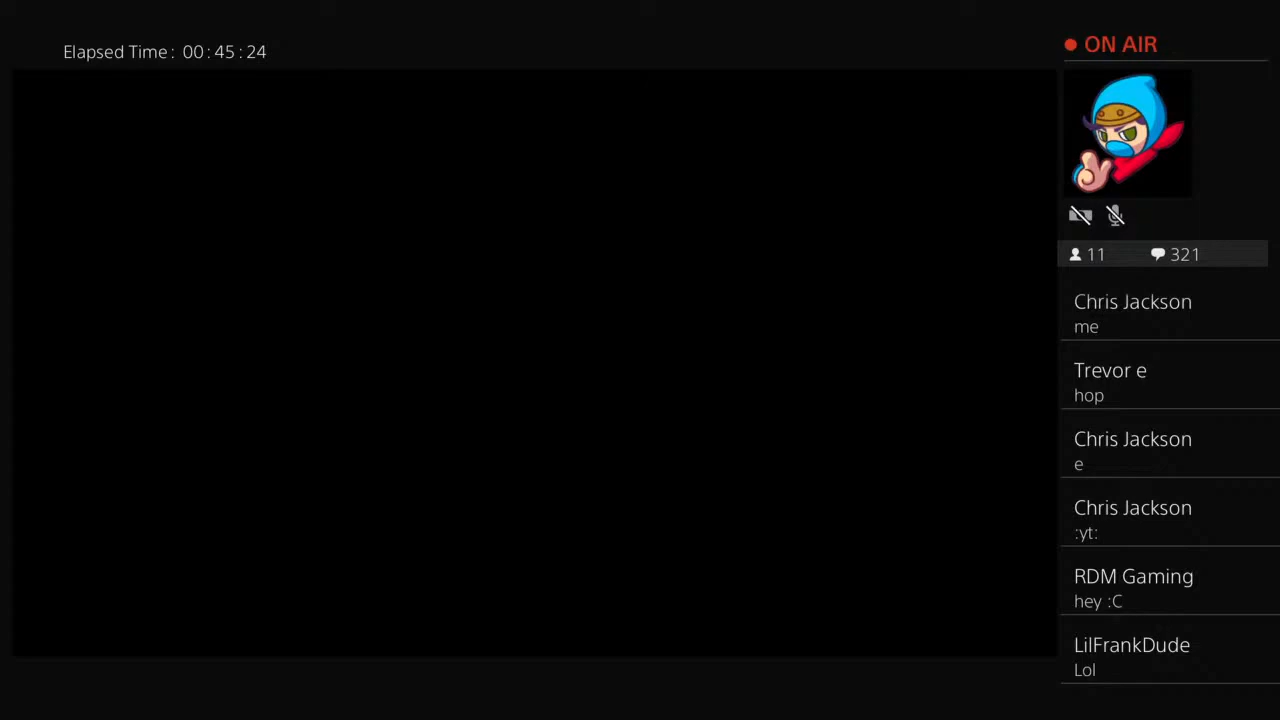 Elapsed Time: 00:45:24
ON AIR
11 321
Chris Jackson
me
Trevor e
hop
Chris Jackson
e
Chris Jackson
:yt:
RDM Gaming
hey :C
LilFrankDude
Lol